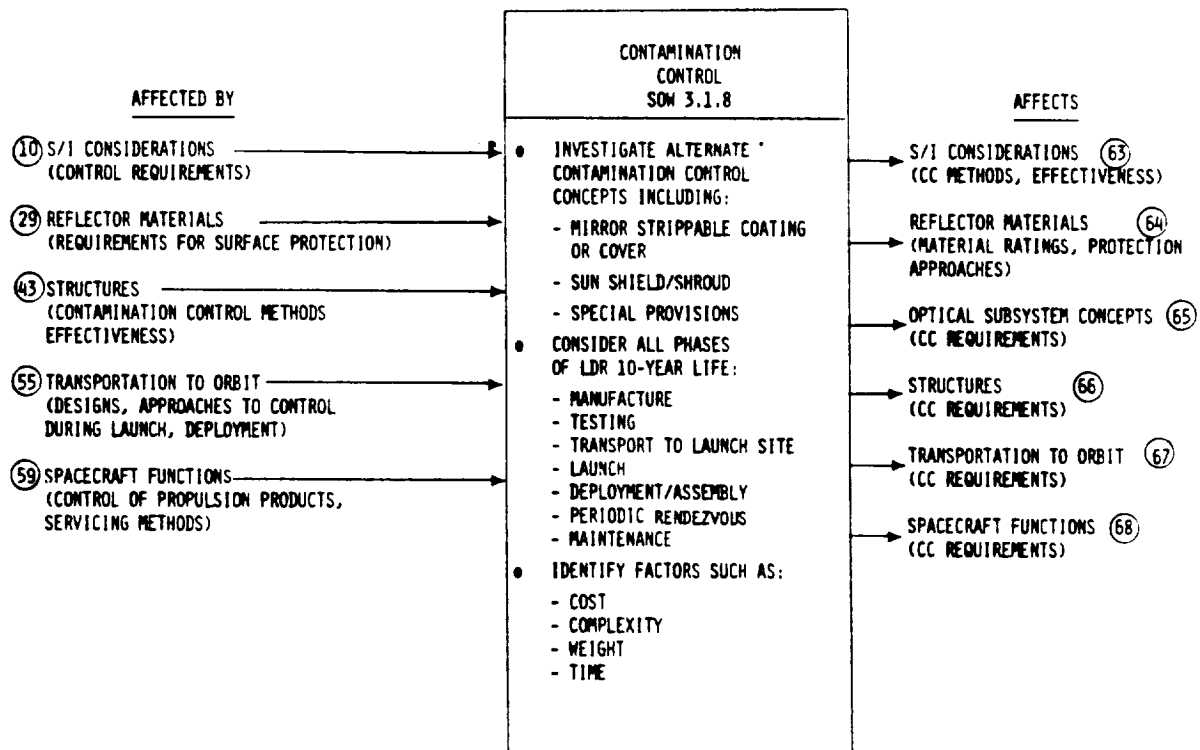 AFFECTED BY
10 S/I CONSIDERATIONS
(CONTROL REQUIREMENTS)
29 REFLECTOR MATERIALS
(REQUIREMENTS FOR SURFACE PROTECTION)
43 STRUCTURES
(CONTAMINATION CONTROL METHODS
EFFECTIVENESS)
55 TRANSPORTATION TO ORBIT
(DESIGNS, APPROACHES TO CONTROL
DURING LAUNCH, DEPLOYMENT)
59 SPACECRAFT FUNCTIONS
(CONTROL OF PROPULSION PRODUCTS,
SERVICING METHODS)
CONTAMINATION
CONTROL
SOW 3.1.8
● INVESTIGATE ALTERNATE
CONTAMINATION CONTROL
CONCEPTS INCLUDING:
- MIRROR STRIPPABLE COATING
OR COVER
- SUN SHIELD/SHROUD
- SPECIAL PROVISIONS
● CONSIDER ALL PHASES
OF LDR 10-YEAR LIFE:
- MANUFACTURE
- TESTING
- TRANSPORT TO LAUNCH SITE
- LAUNCH
- DEPLOYMENT/ASSEMBLY
- PERIODIC RENDEZVOUS
- MAINTENANCE
● IDENTIFY FACTORS SUCH AS:
- COST
- COMPLEXITY
- WEIGHT
- TIME
AFFECTS
S/I CONSIDERATIONS 63
(CC METHODS, EFFECTIVENESS)
REFLECTOR MATERIALS 64
(MATERIAL RATINGS, PROTECTION
APPROACHES)
OPTICAL SUBSYSTEM CONCEPTS 65
(CC REQUIREMENTS)
STRUCTURES 66
(CC REQUIREMENTS)
TRANSPORTATION TO ORBIT 67
(CC REQUIREMENTS)
SPACECRAFT FUNCTIONS 68
(CC REQUIREMENTS)